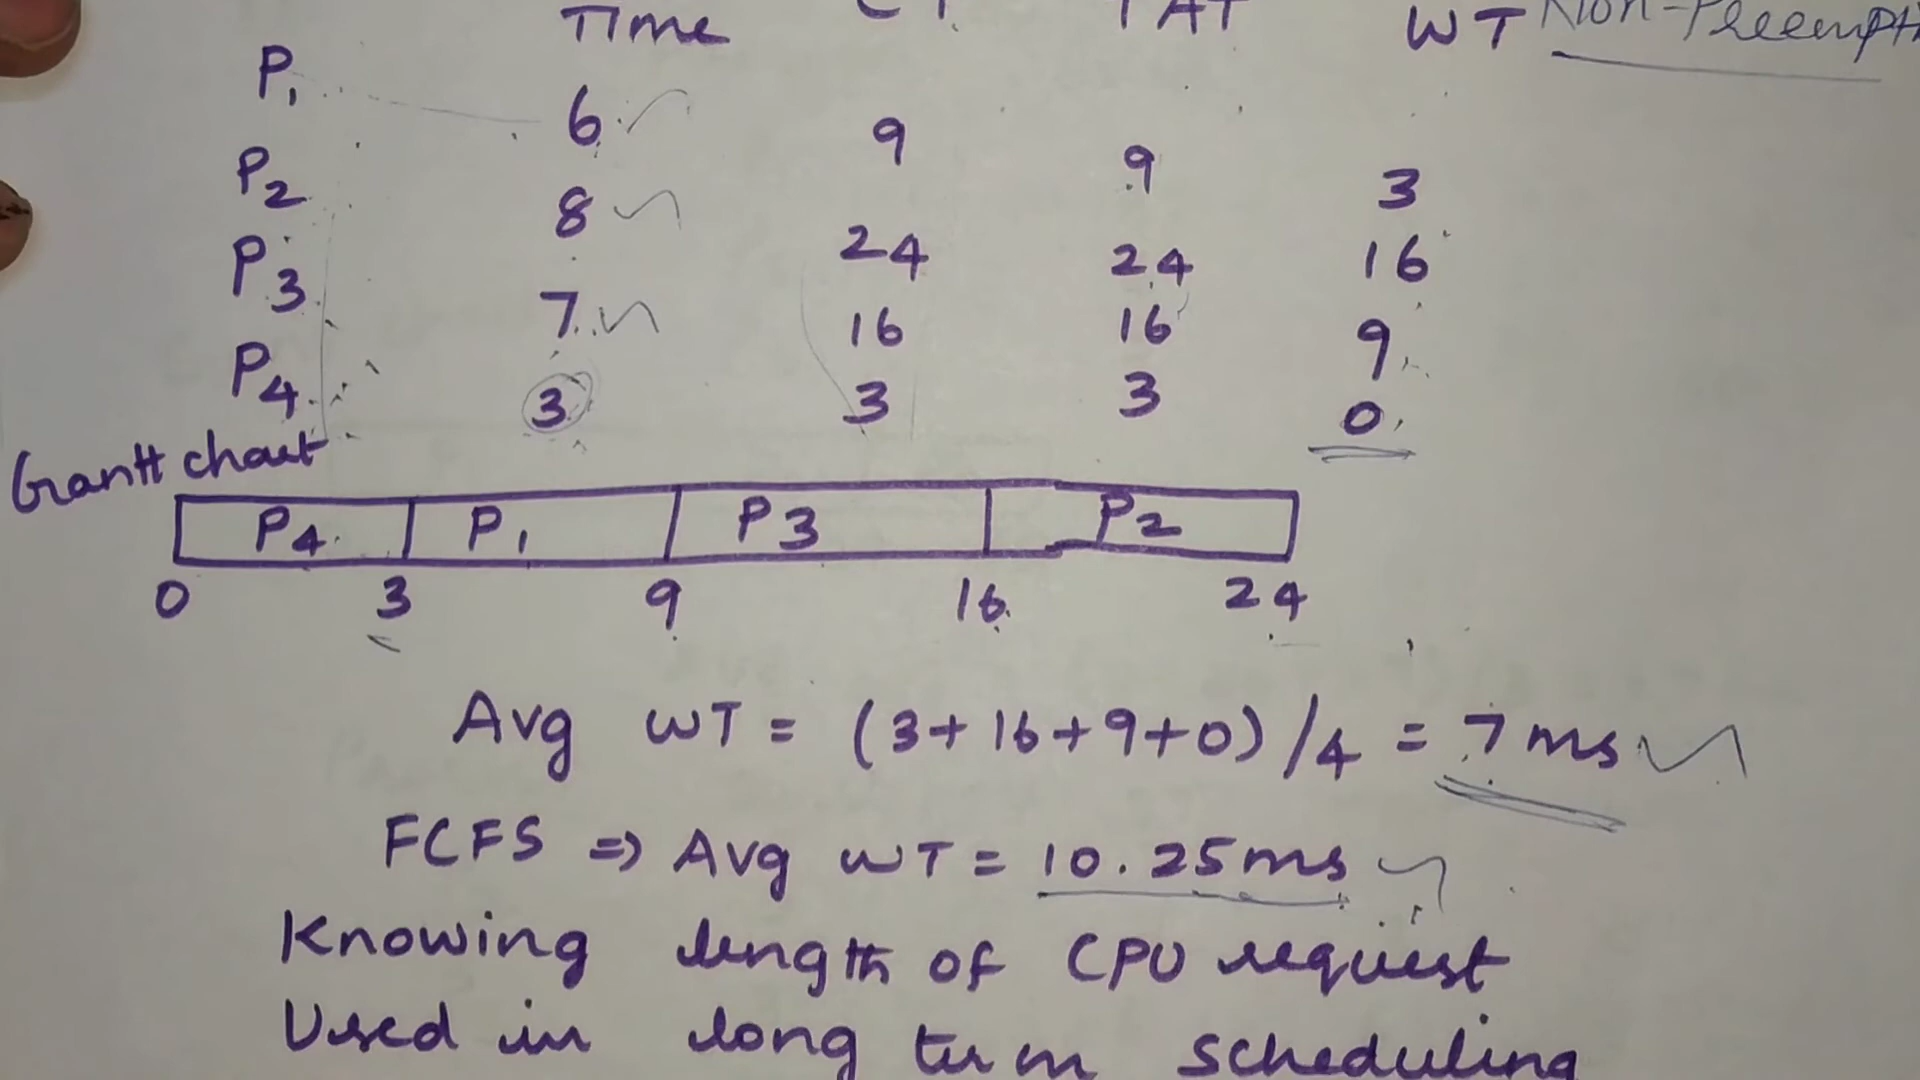 Time CT TAT WT Non-Preempti
P1 6 9 9 3
P2 8 24 24 16
P3 7 16 16 9
P4 3 3 3 0
Gantt chart
P4 P1 P3 P2
0 3 9 16 24
Avg WT = (3+16+9+0)/4 = 7ms
FCFS => Avg WT = 10.25ms
Knowing length of CPU request
Used in long term scheduling